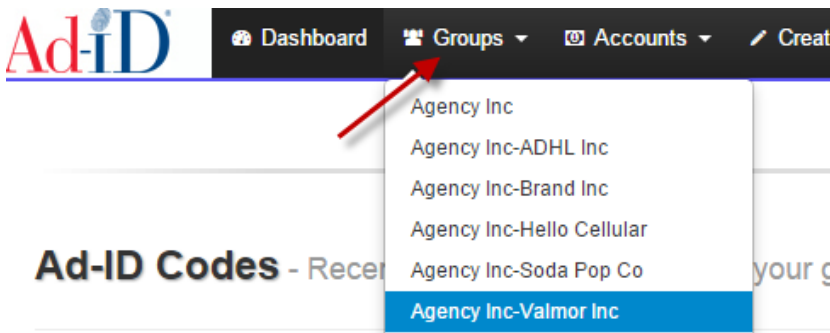 Ad-ID Dashboard Groups Accounts Creat
Agency Inc
Agency Inc-ADHL Inc
Agency Inc-Brand Inc
Agency Inc-Hello Cellular
Ad-ID Codes - Recer Agency Inc-Soda Pop Co your g
Agency Inc-Valmor Inc